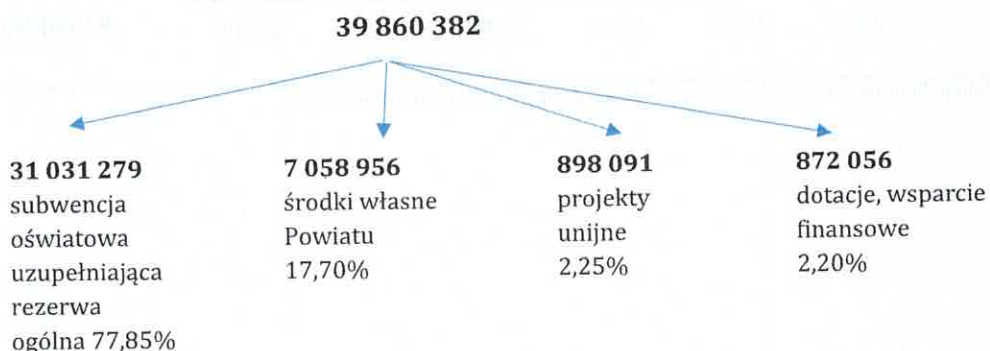 39 860 382
31 031 279
subwencja
oświatowa
uzupełniająca
rezerwa
ogólna 77,85%
7 058 956
środki własne
Powiatu
17,70%
898 091
projekty
unijne
2,25%
872 056
dotacje, wsparcie
finansowe
2,20%